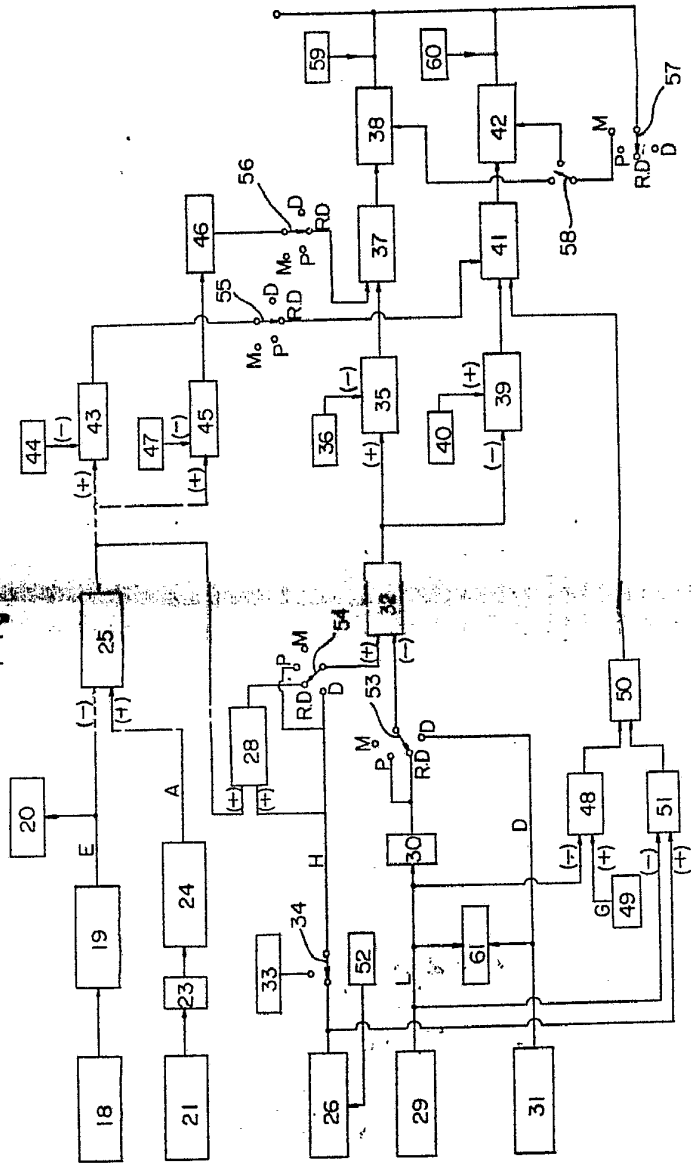 59
60
38
42
57
M
P
R.D
D
58
46
56
D
M
P
R.D
37
41
55
D
M
P
R.D
44
(-)
43
(+)
47
(-)
45
(+)
36
(-)
35
(+)
40
(+)
39
(-)
25
(-)
(+)
32
(+)
(-)
54
M
P
R.D
D
53
M
P
R.D
D
28
(+)
(+)
50
20
E
A
19
24
23
18
21
H
34
33
52
26
30
L
61
29
D
31
48
(-)
(+)
G
49
51
(-)
(+)